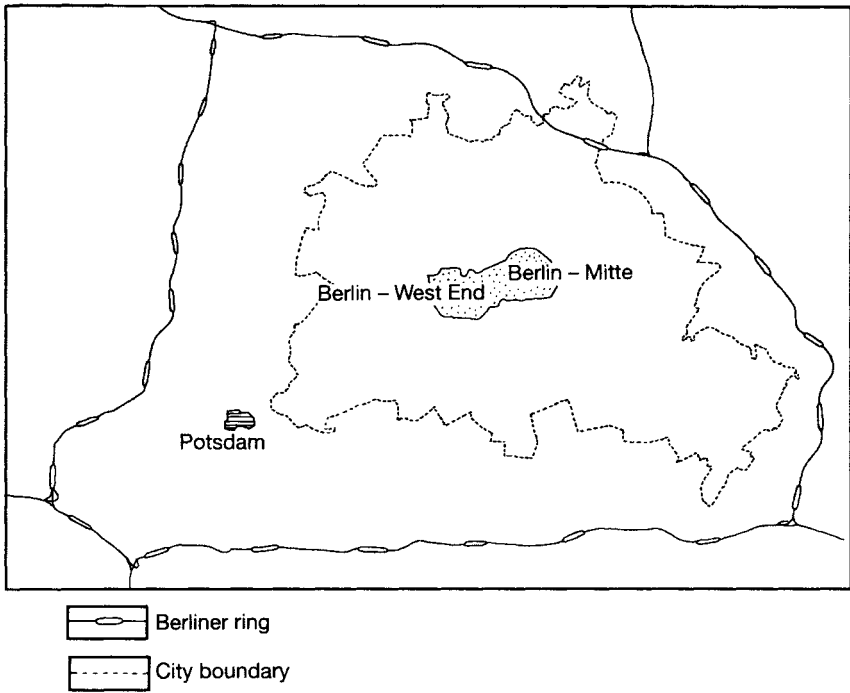 Berlin – Mitte
Berlin – West End
Potsdam
Berliner ring
City boundary